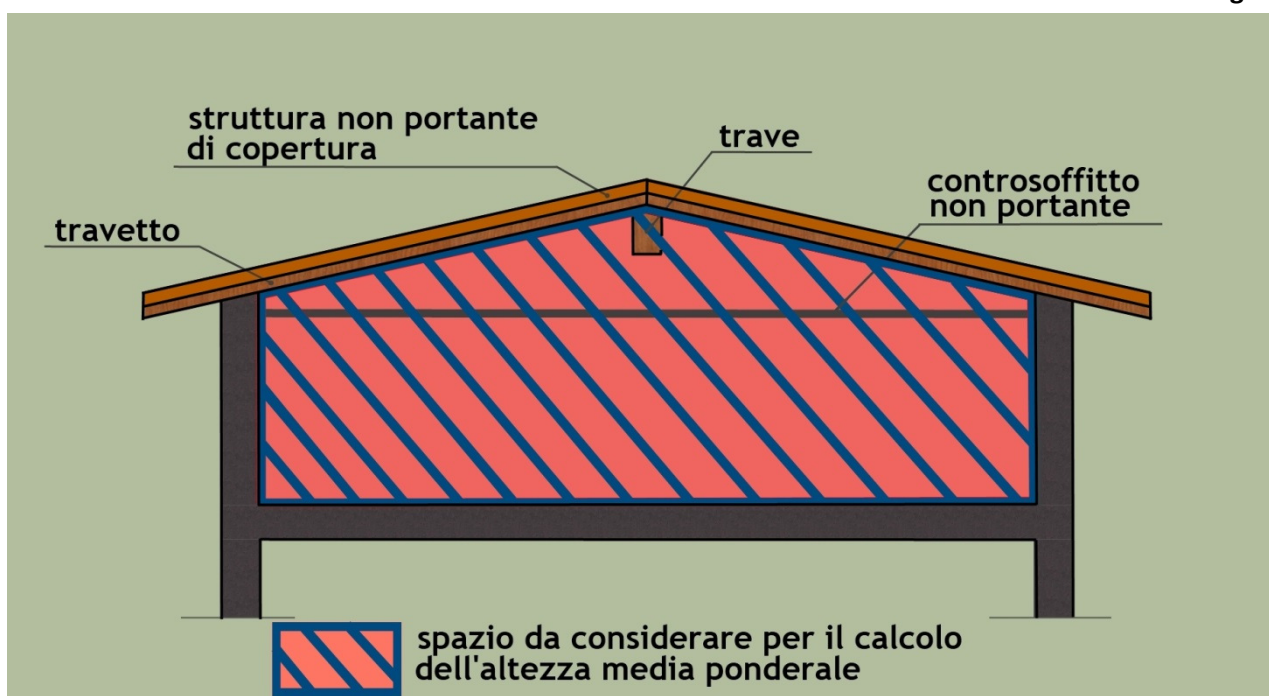 g
struttura non portante
di copertura
trave
controsoffitto
non portante
travetto
spazio da considerare per il calcolo
dell'altezza media ponderale